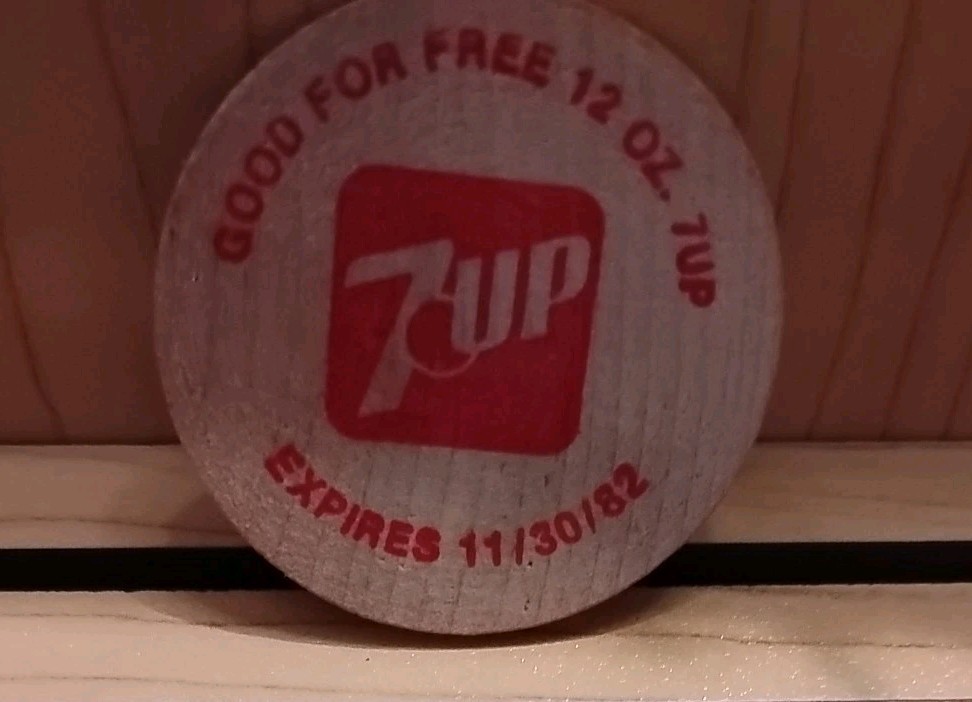 GOOD FOR FREE 12 OZ. 7UP
7UP
EXPIRES 11/30/82